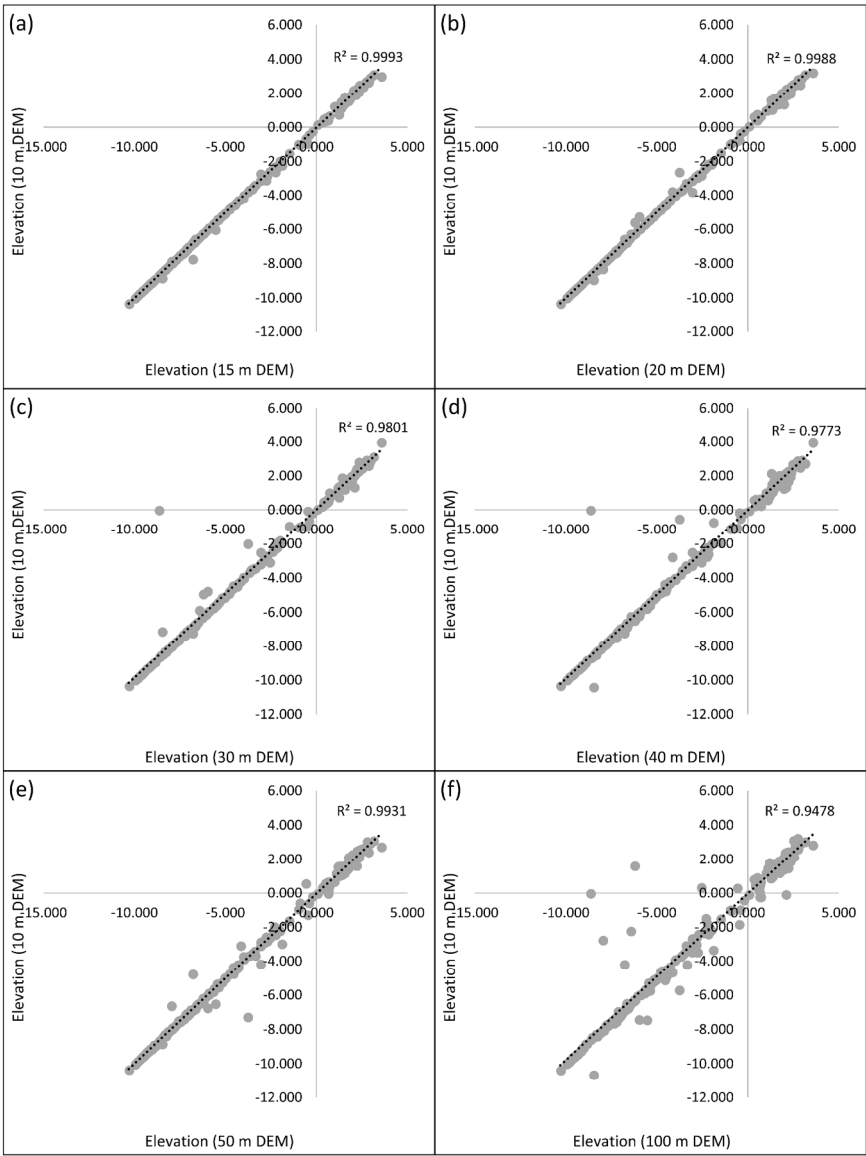 (a)
6.000
R² = 0.9993
4.000
2.000
0.000
-15.000 -10.000 -5.000 0.000 5.000
-2.000
-4.000
-6.000
-8.000
-10.000
-12.000
Elevation (10 m DEM)
Elevation (15 m DEM)
(b)
6.000
R² = 0.9988
4.000
2.000
0.000
-15.000 -10.000 -5.000 0.000 5.000
-2.000
-4.000
-6.000
-8.000
-10.000
-12.000
Elevation (10 m DEM)
Elevation (20 m DEM)
(c)
6.000
R² = 0.9801
4.000
2.000
0.000
-15.000 -10.000 -5.000 0.000 5.000
-2.000
-4.000
-6.000
-8.000
-10.000
-12.000
Elevation (10 m DEM)
Elevation (30 m DEM)
(d)
6.000
R² = 0.9773
4.000
2.000
0.000
-15.000 -10.000 -5.000 0.000 5.000
-2.000
-4.000
-6.000
-8.000
-10.000
-12.000
Elevation (10 m DEM)
Elevation (40 m DEM)
(e)
6.000
R² = 0.9931
4.000
2.000
0.000
-15.000 -10.000 -5.000 0.000 5.000
-2.000
-4.000
-6.000
-8.000
-10.000
-12.000
Elevation (10 m DEM)
Elevation (50 m DEM)
(f)
6.000
R² = 0.9478
4.000
2.000
0.000
-15.000 -10.000 -5.000 0.000 5.000
-2.000
-4.000
-6.000
-8.000
-10.000
-12.000
Elevation (10 m DEM)
Elevation (100 m DEM)